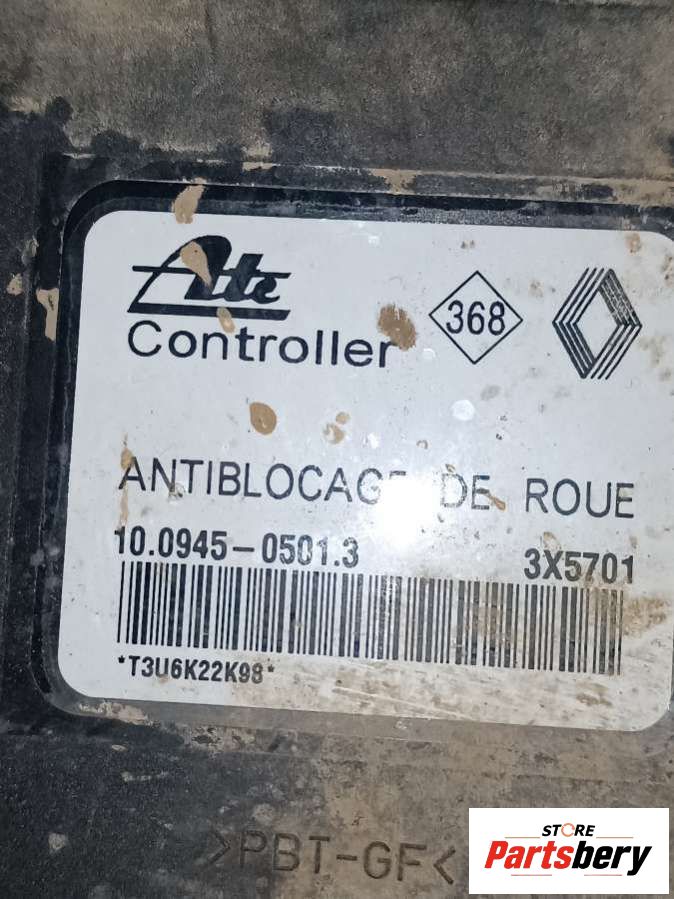 Ate
Controller
368
ANTIBLOCAGE DE ROUE
10.0945-0501.3 3X5701
*T3U6K22K98*
>PBT-GF<
STORE
Partsbery